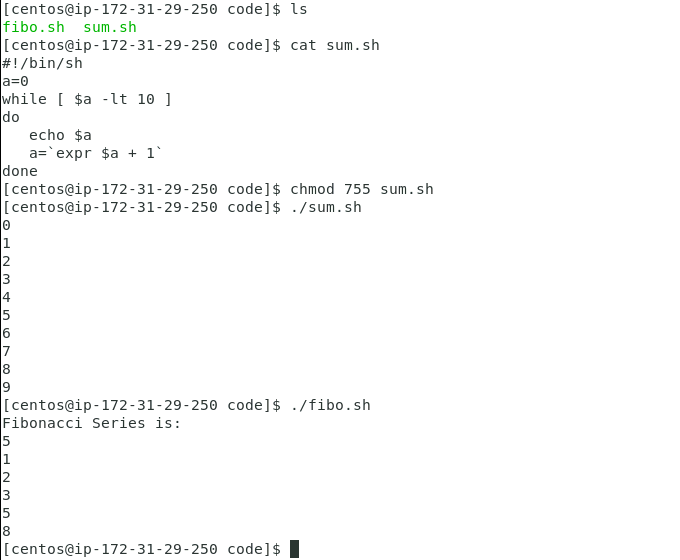 [centos@ip-172-31-29-250 code]$ ls
fibo.sh  sum.sh
[centos@ip-172-31-29-250 code]$ cat sum.sh
#!/bin/sh
a=0
while [ $a -lt 10 ]
do
   echo $a
   a=`expr $a + 1`
done
[centos@ip-172-31-29-250 code]$ chmod 755 sum.sh
[centos@ip-172-31-29-250 code]$ ./sum.sh
0
1
2
3
4
5
6
7
8
9
[centos@ip-172-31-29-250 code]$ ./fibo.sh
Fibonacci Series is:
5
1
2
3
5
8
[centos@ip-172-31-29-250 code]$